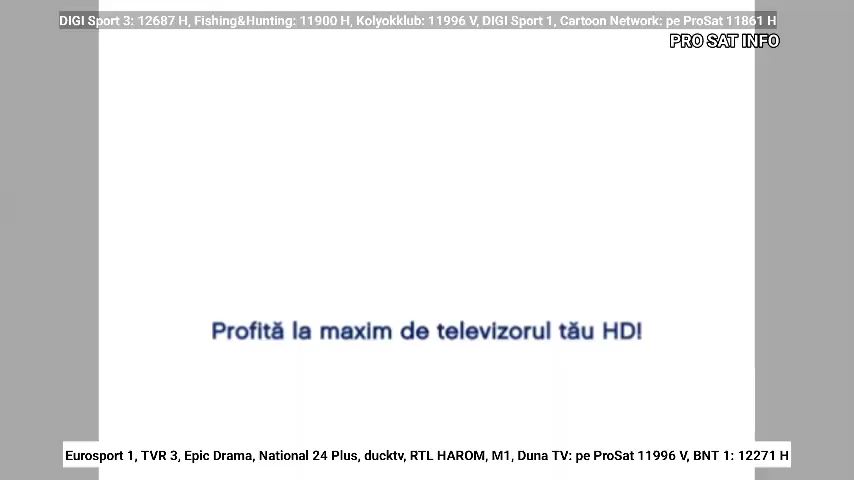 DIGI Sport 3: 12687 H, Fishing&Hunting: 11900 H, Kolyokklub: 11996 V, DIGI Sport 1, Cartoon Network: pe ProSat 11861 H
PRO SAT INFO
Profită la maxim de televizorul tău HD!
Eurosport 1, TVR 3, Epic Drama, National 24 Plus, ducktv, RTL HAROM, M1, Duna TV: pe ProSat 11996 V, BNT 1: 12271 H